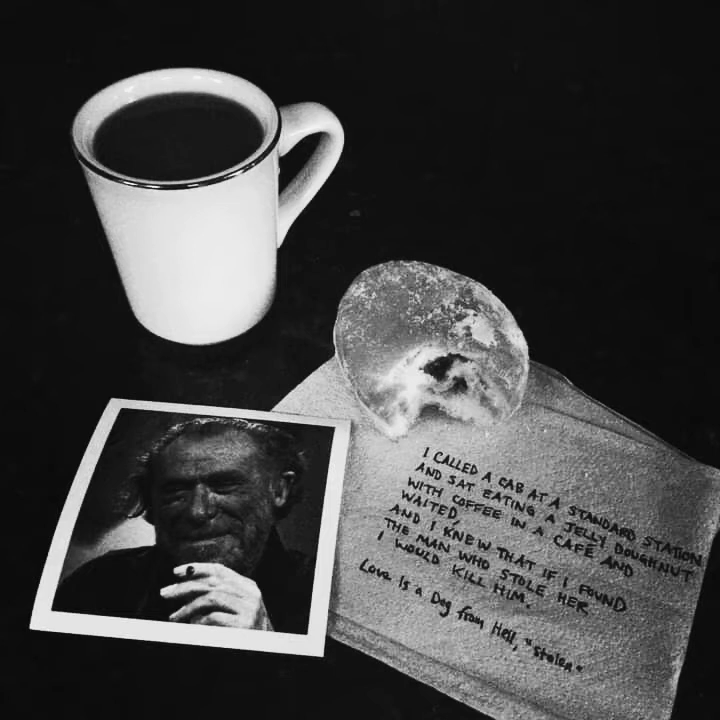 I CALLED A CAB AT A STANDARD STATION
AND SAT EATING A JELLY DOUGHNUT
WITH COFFEE IN A CAFÉ AND
WAITED,
AND I KNEW THAT IF I FOUND
THE MAN WHO STOLE HER
I WOULD KILL HIM.
Love Is a Dog from Hell, "stolen"